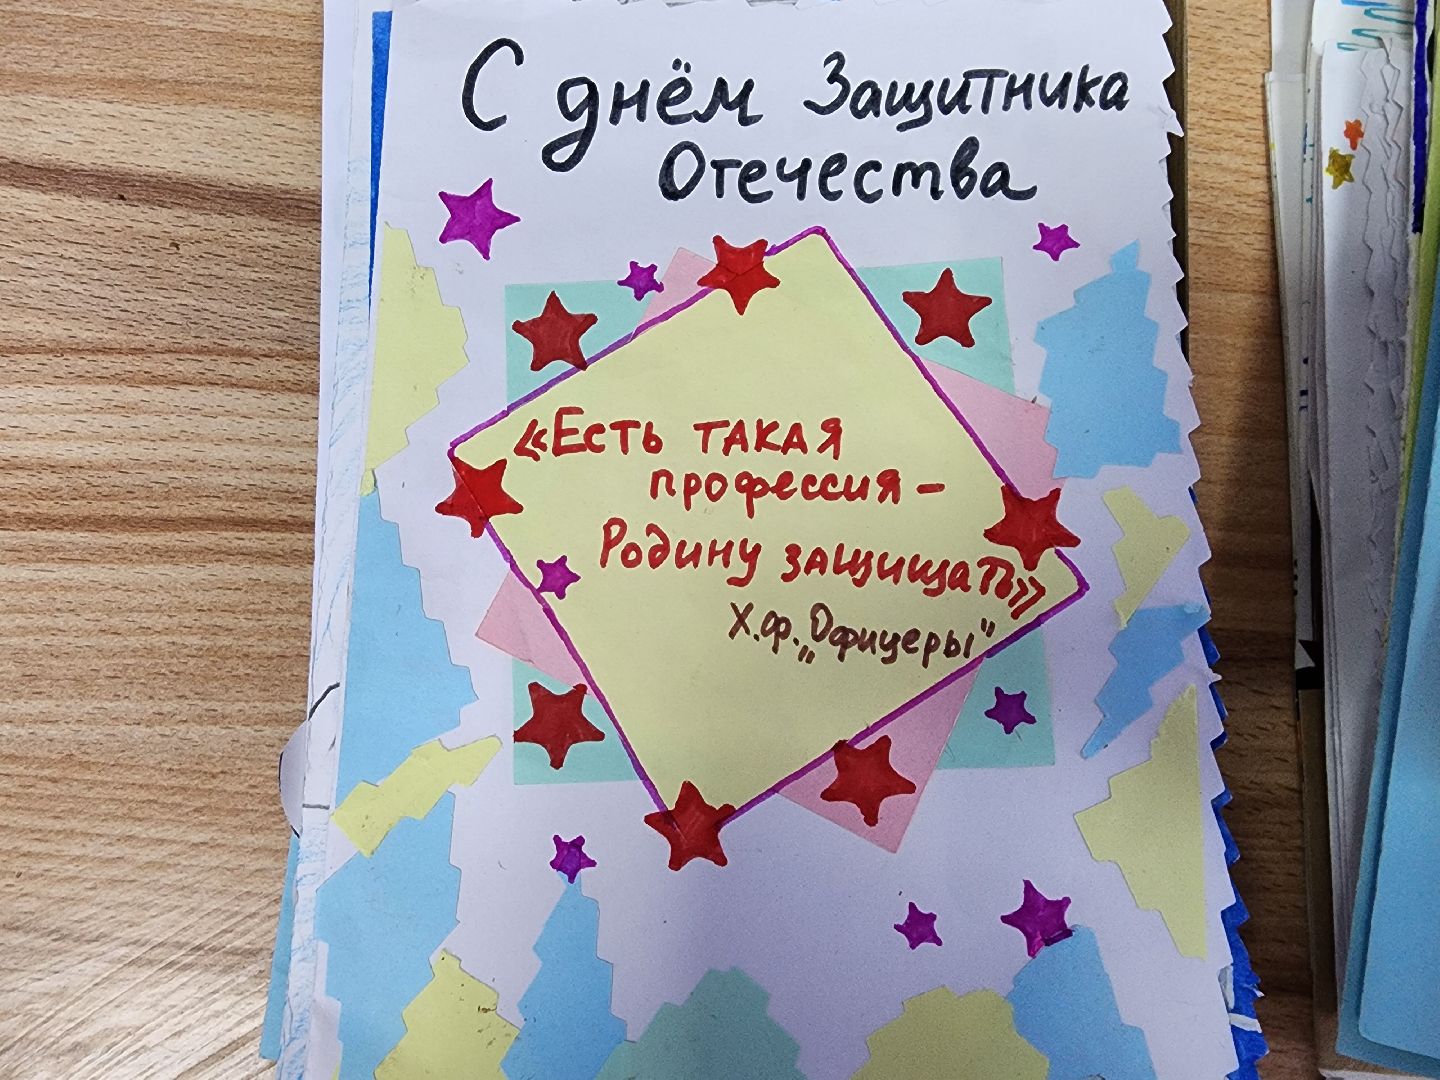 С днём Защитника
Отечества
«Есть такая
профессия –
Родину защищать»
Х.ф. „Офицеры"